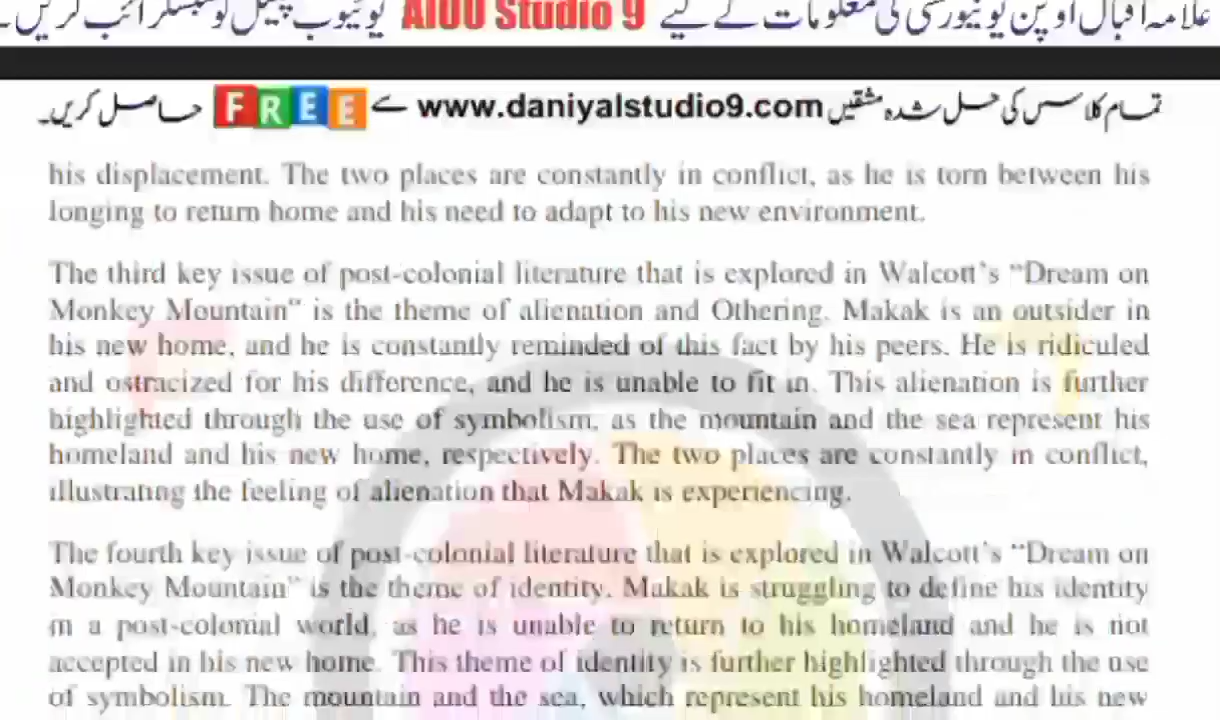 علامہ اقبال اوپن یونیورسٹی کی معلومات کے لیے AIOU Studio 9 یوٹیوب چینل کو سبسکرائب کریں۔
تمام کلاسس کی حل شدہ مشقیں www.daniyalstudio9.com سے FREE حاصل کریں۔
his displacement. The two places are constantly in conflict, as he is torn between his
longing to return home and his need to adapt to his new environment.
The third key issue of post-colonial literature that is explored in Walcott’s “Dream on
Monkey Mountain” is the theme of alienation and Othering. Makak is an outsider in
his new home, and he is constantly reminded of this fact by his peers. He is ridiculed
and ostracized for his difference, and he is unable to fit in. This alienation is further
highlighted through the use of symbolism, as the mountain and the sea represent his
homeland and his new home, respectively. The two places are constantly in conflict,
illustrating the feeling of alienation that Makak is experiencing.
The fourth key issue of post-colonial literature that is explored in Walcott’s “Dream on
Monkey Mountain” is the theme of identity. Makak is struggling to define his identity
in a post-colonial world, as he is unable to return to his homeland and he is not
accepted in his new home. This theme of identity is further highlighted through the use
of symbolism. The mountain and the sea, which represent his homeland and his new